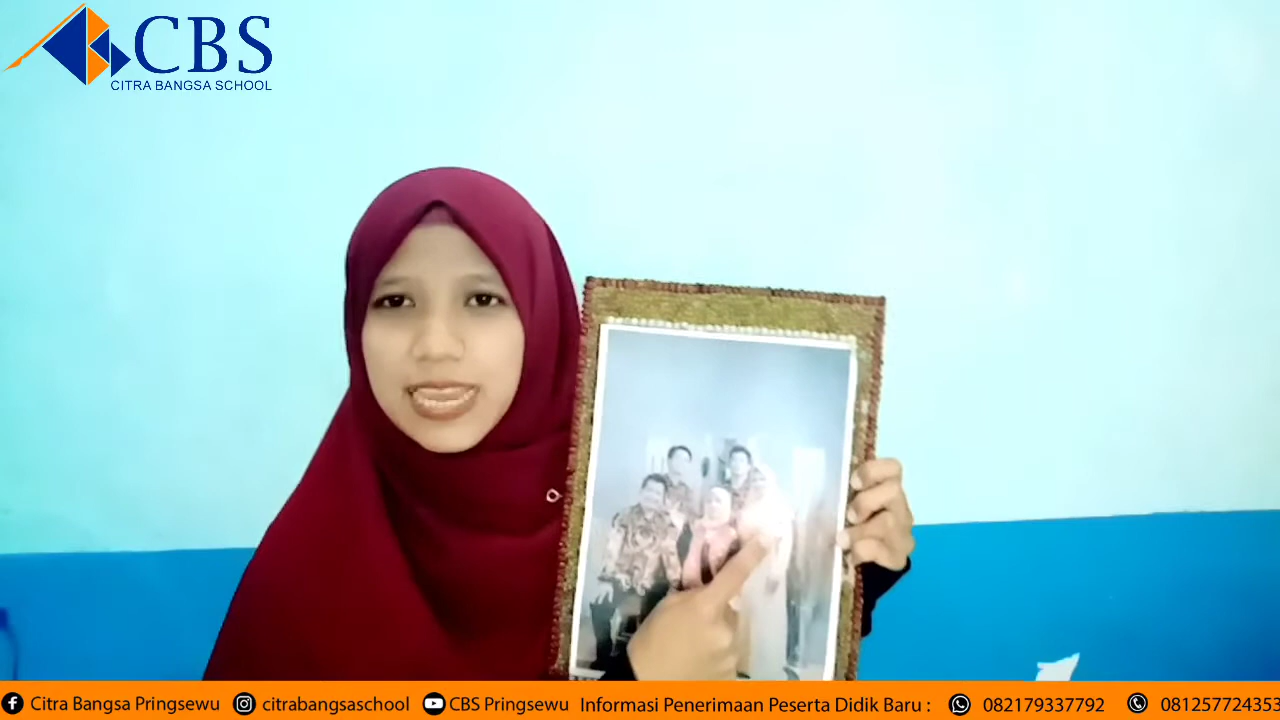 CBS
CITRA BANGSA SCHOOL
Citra Bangsa Pringsewu citrabangsaschool CBS Pringsewu Informasi Penerimaan Peserta Didik Baru : 082179337792 081257724353